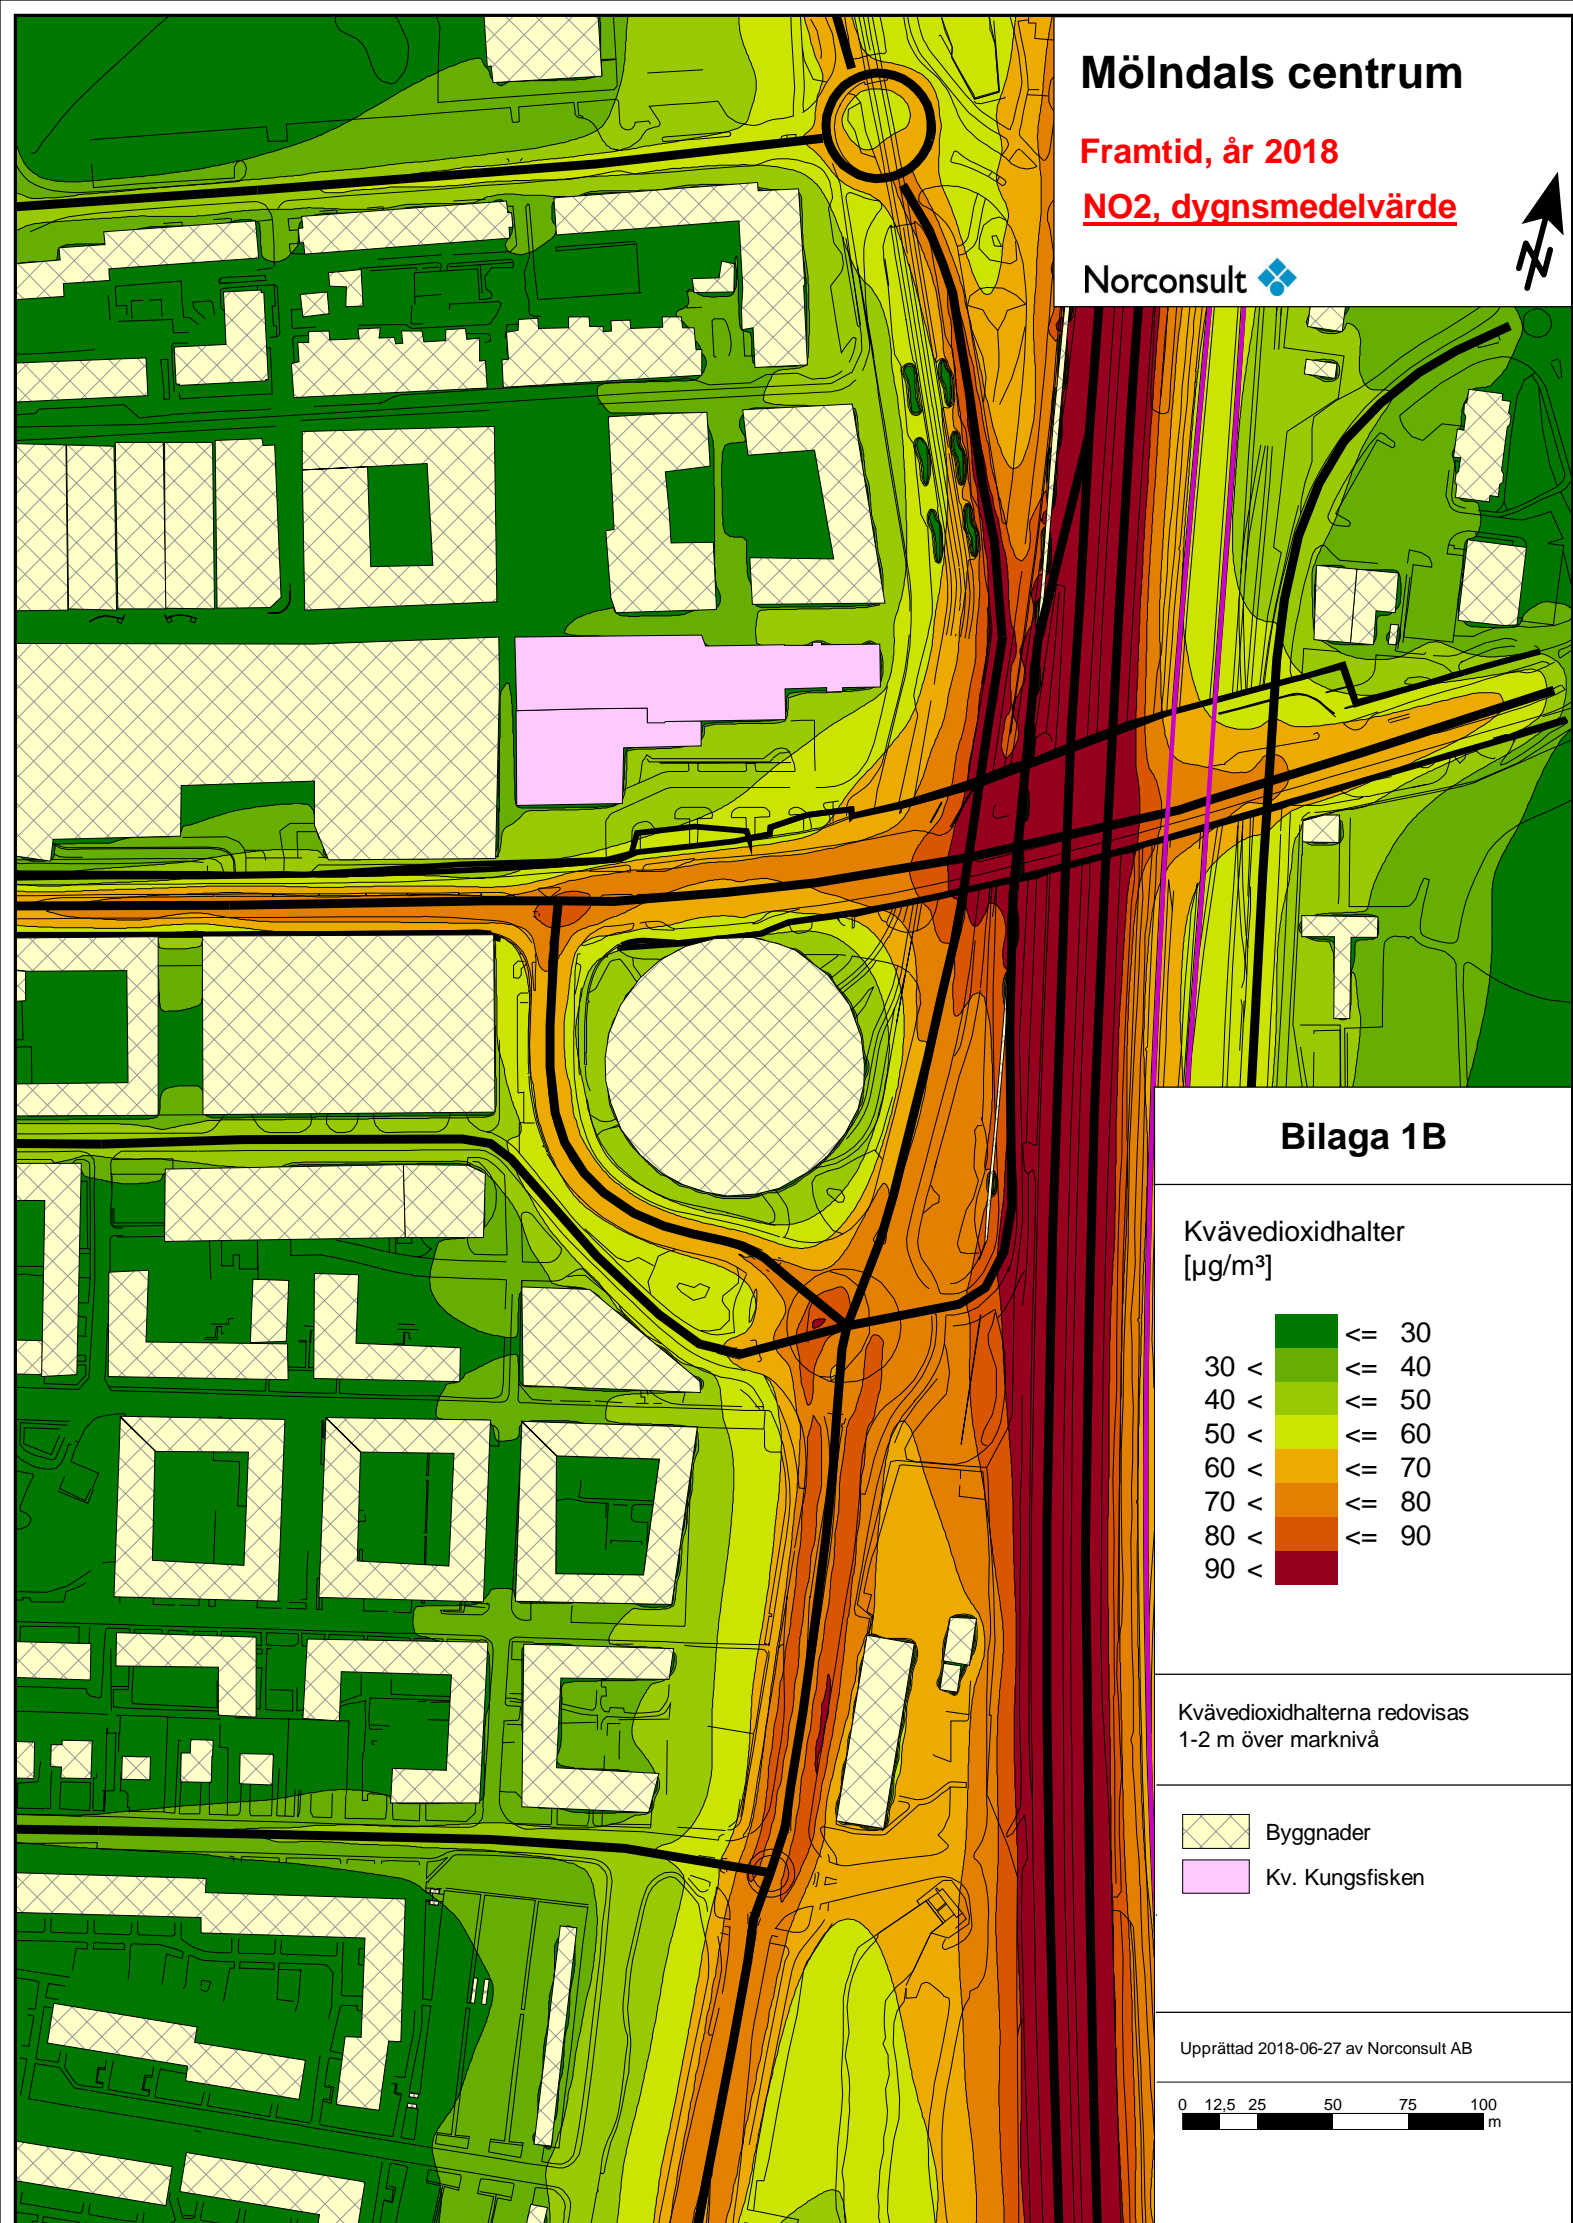 Mölndals centrum
Framtid, år 2018
NO2, dygnsmedelvärde
Norconsult
N
Bilaga 1B
Kvävedioxidhalter
[µg/m³]
<= 30
30 < <= 40
40 < <= 50
50 < <= 60
60 < <= 70
70 < <= 80
80 < <= 90
90 <
Kvävedioxidhalterna redovisas
1-2 m över marknivå
Byggnader
Kv. Kungsfisken
Upprättad 2018-06-27 av Norconsult AB
0 12,5 25 50 75 100
m